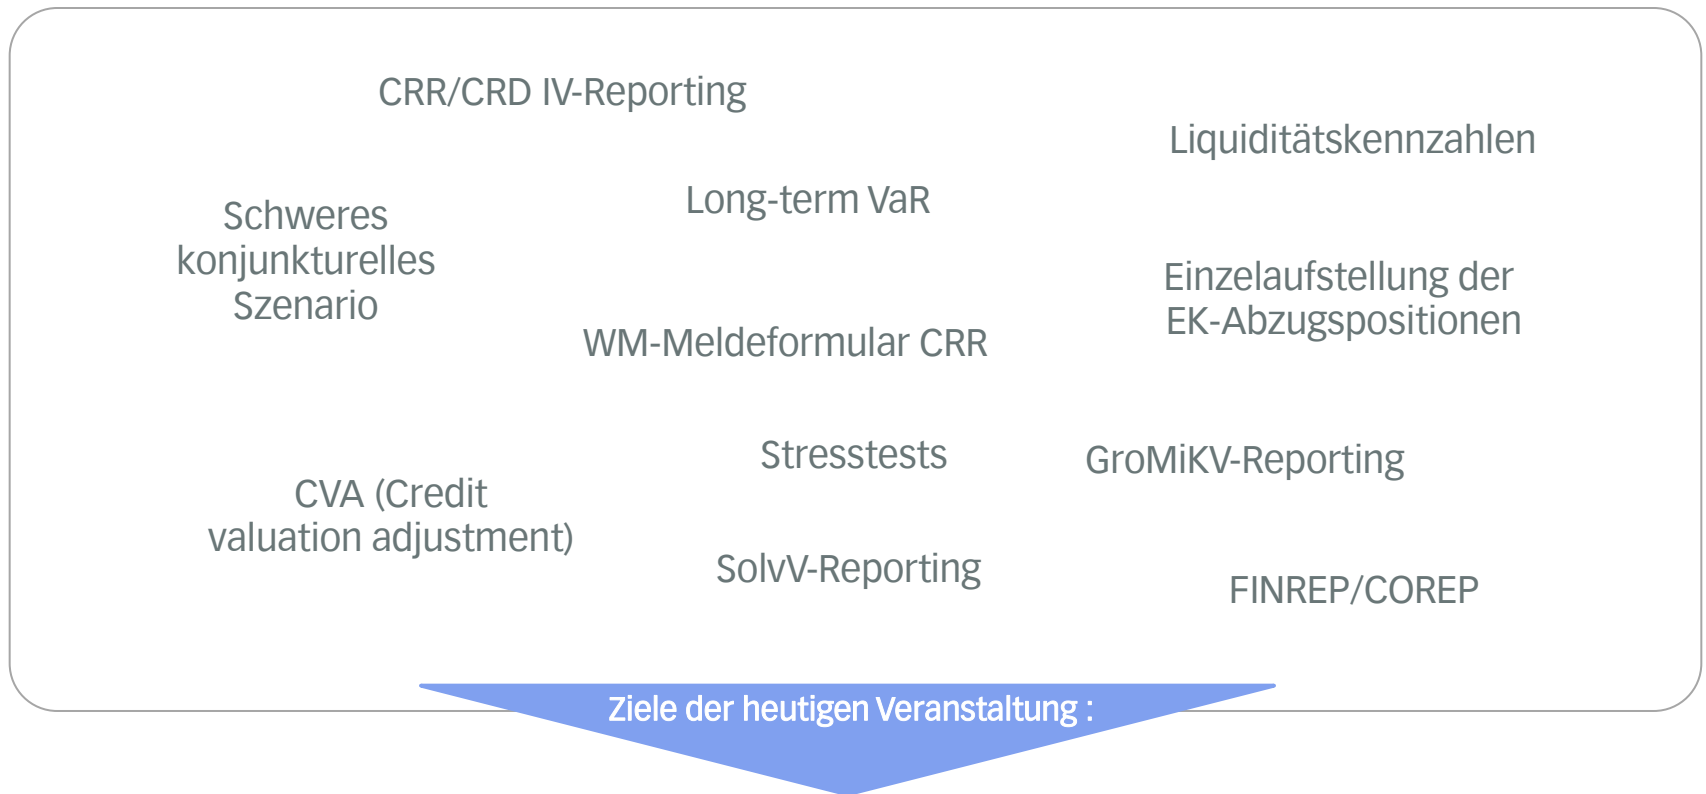 CRR/CRD IV-Reporting
Liquiditätskennzahlen
Long-term VaR
Schweres
konjunkturelles
Szenario
Einzelaufstellung der
EK-Abzugspositionen
WM-Meldeformular CRR
Stresstests
GroMiKV-Reporting
CVA (Credit
valuation adjustment)
SolvV-Reporting
FINREP/COREP
Ziele der heutigen Veranstaltung :